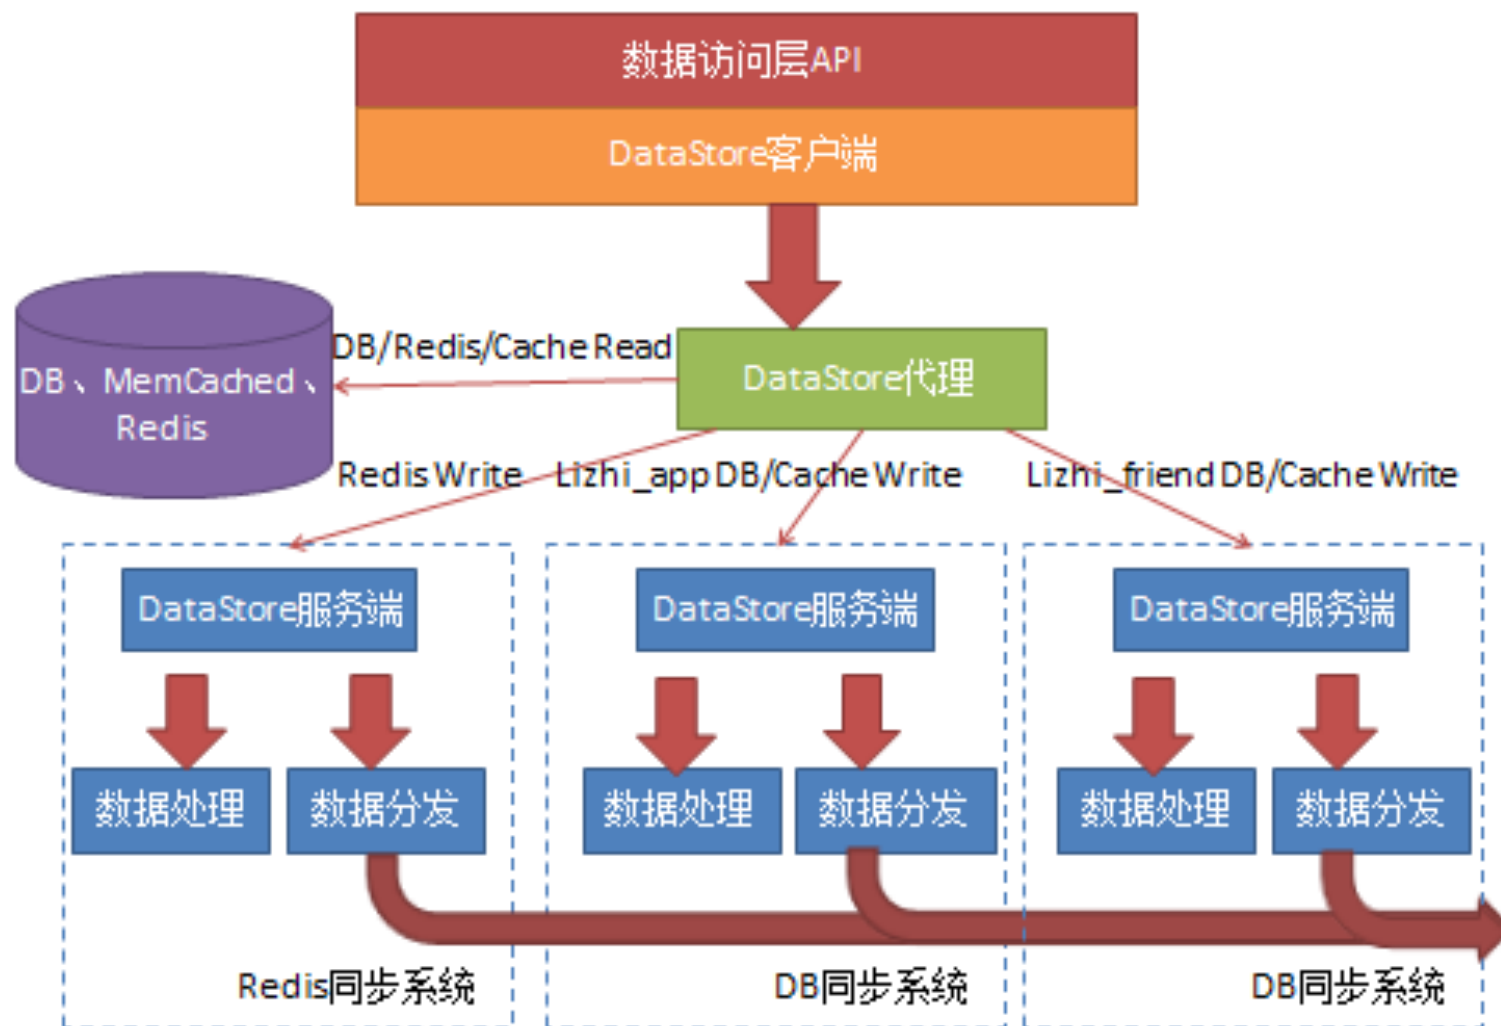 数据访问层API
DataStore客户端
DB/Redis/Cache Read
DataStore代理
DB、MemCached、
Redis
Redis Write
Lizhi_app DB/Cache Write
Lizhi_friend DB/Cache Write
DataStore服务端
DataStore服务端
DataStore服务端
数据处理
数据分发
数据处理
数据分发
数据处理
数据分发
Redis同步系统
DB同步系统
DB同步系统